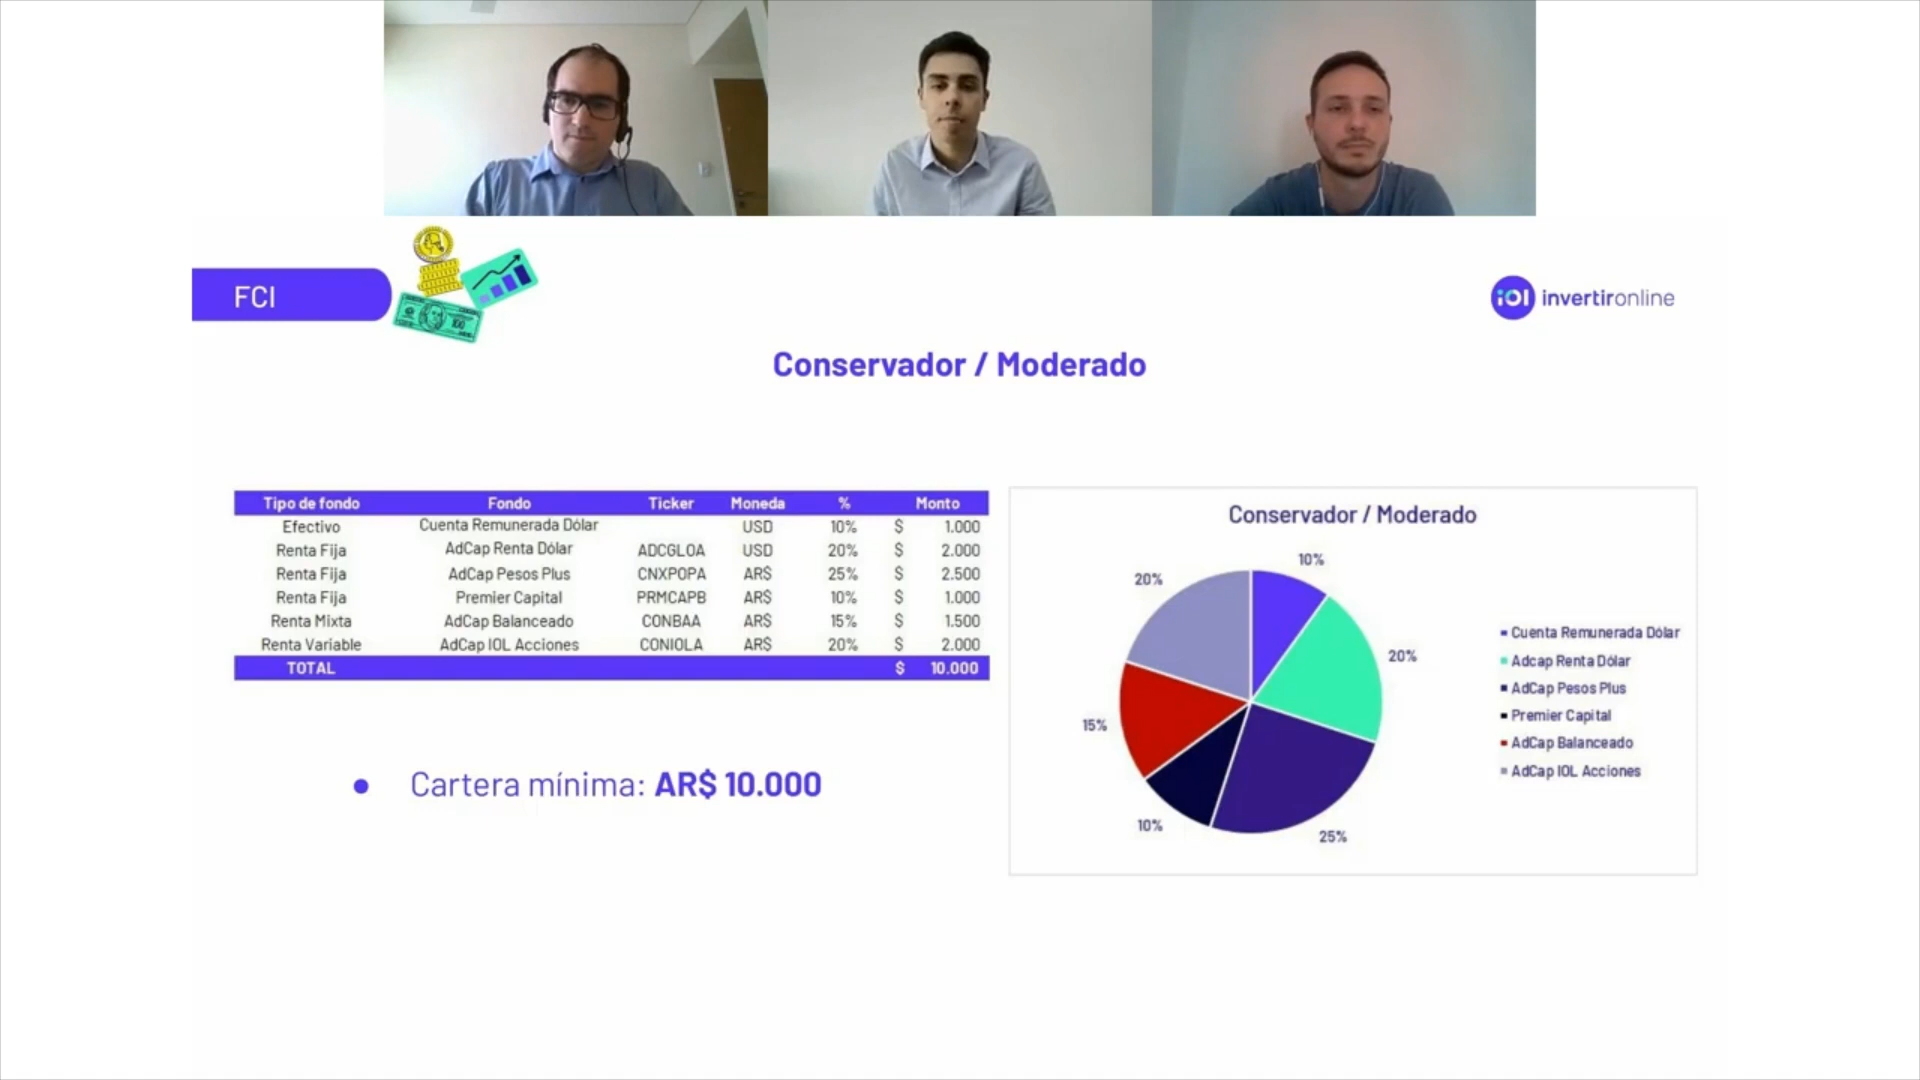 FCI
iOl invertironline
Conservador / Moderado
Tipo de fondo Fondo Ticker Moneda % Monto
Efectivo Cuenta Remunerada Dólar USD 10% $ 1.000
Renta Fija AdCap Renta Dólar ADCGLOA USD 20% $ 2.000
Renta Fija AdCap Pesos Plus CNXPOPA AR$ 25% $ 2.500
Renta Fija Premier Capital PRMCAPB AR$ 10% $ 1.000
Renta Mixta AdCap Balanceado CONBAA AR$ 15% $ 1.500
Renta Variable AdCap IOL Acciones CONIOLA AR$ 20% $ 2.000
TOTAL $ 10.000
• Cartera mínima: AR$ 10.000
Conservador / Moderado
10%
20%
25%
10%
15%
20%
Cuenta Remunerada Dólar
Adcap Renta Dólar
AdCap Pesos Plus
Premier Capital
AdCap Balanceado
AdCap IOL Acciones